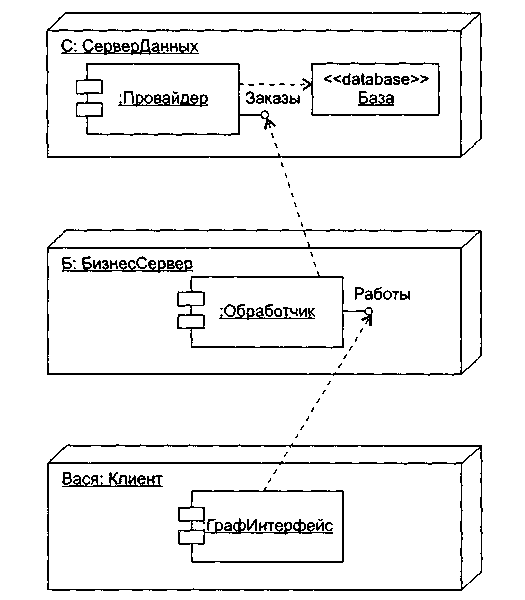 С: СерверДанных
:Провайдер
Заказы
<<database>>
База
Б: БизнесСервер
:Обработчик
Работы
Вася: Клиент
ГрафИнтерфейс